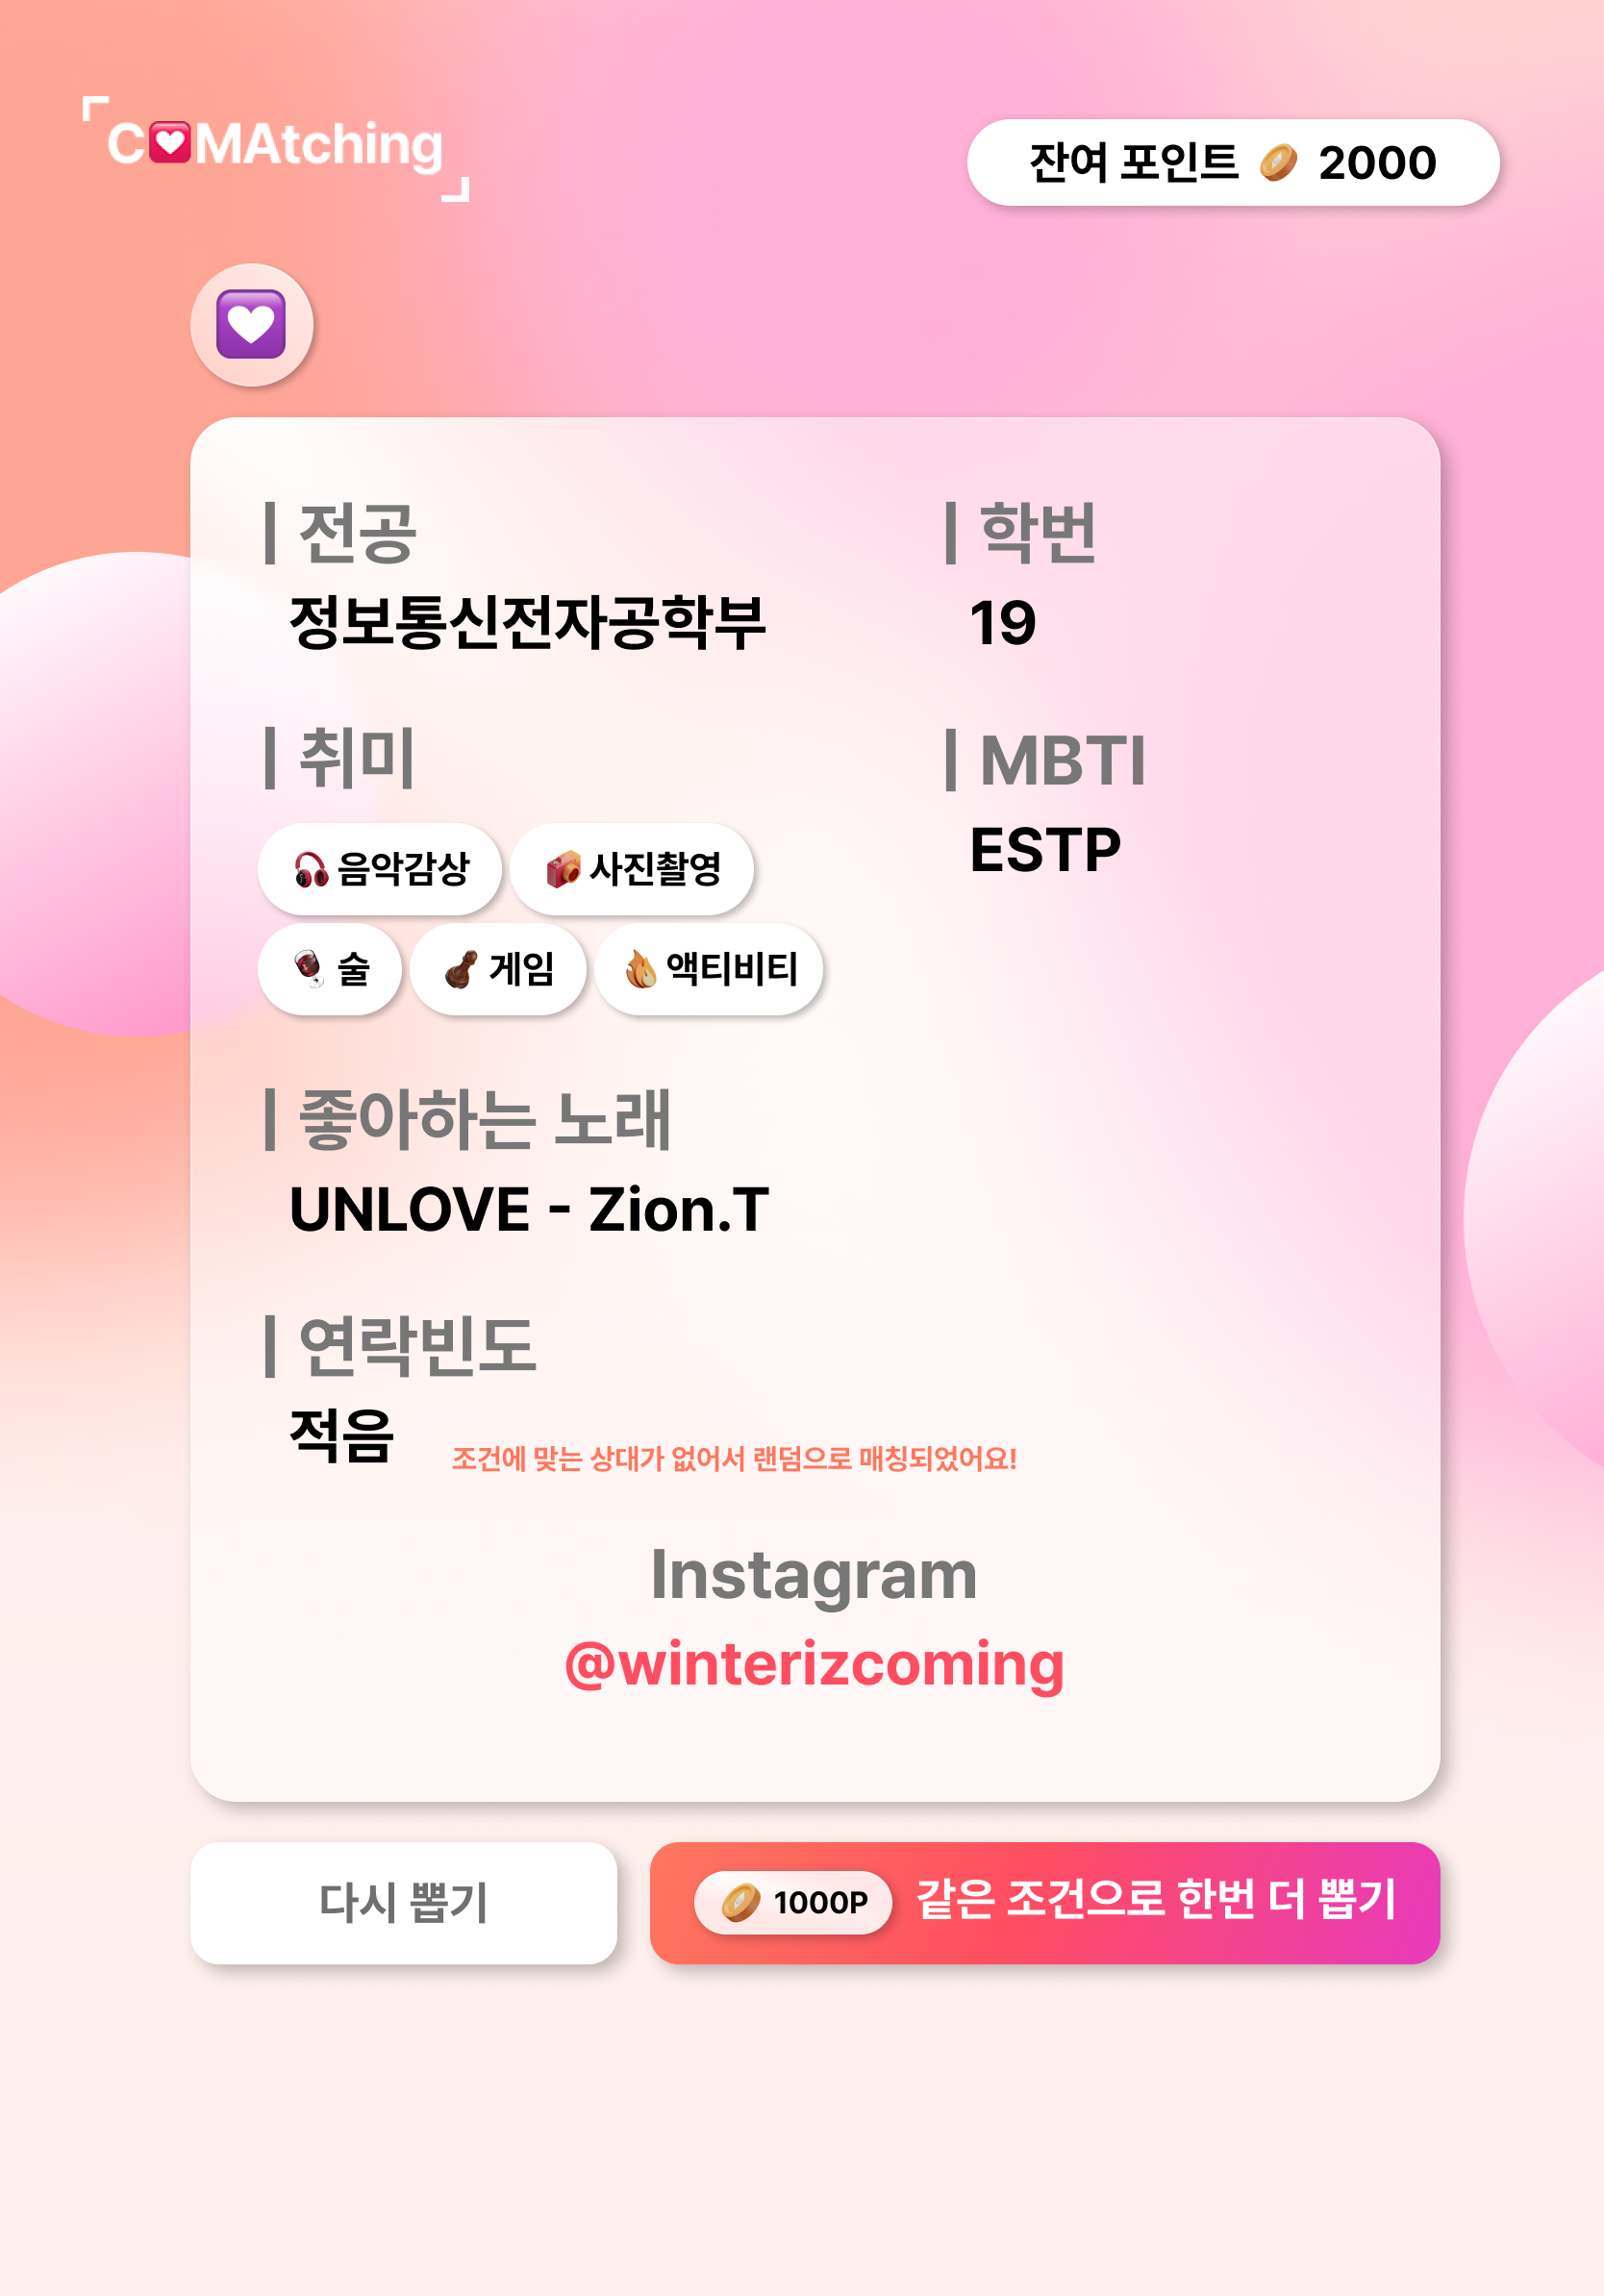 COMAtching
잔여 포인트 2000
전공
정보통신전자공학부
학번
19
취미
음악감상 사진촬영
술 게임 액티비티
MBTI
ESTP
좋아하는 노래
UNLOVE - Zion.T
연락빈도
적음
조건에 맞는 상대가 없어서 랜덤으로 매칭되었어요!
Instagram
@winterizcoming
다시 뽑기
1000P 같은 조건으로 한번 더 뽑기